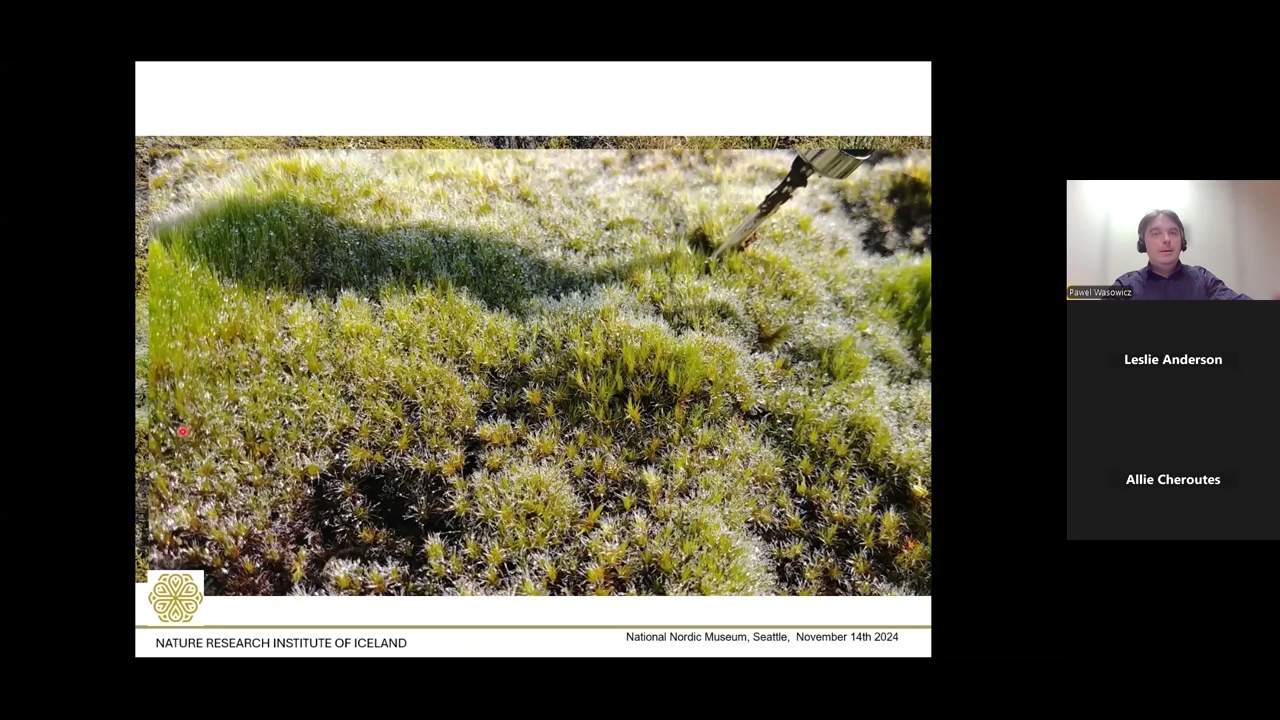 NATURE RESEARCH INSTITUTE OF ICELAND
National Nordic Museum, Seattle, November 14th 2024
Pawel Wasowicz
Leslie Anderson
Allie Cheroutes